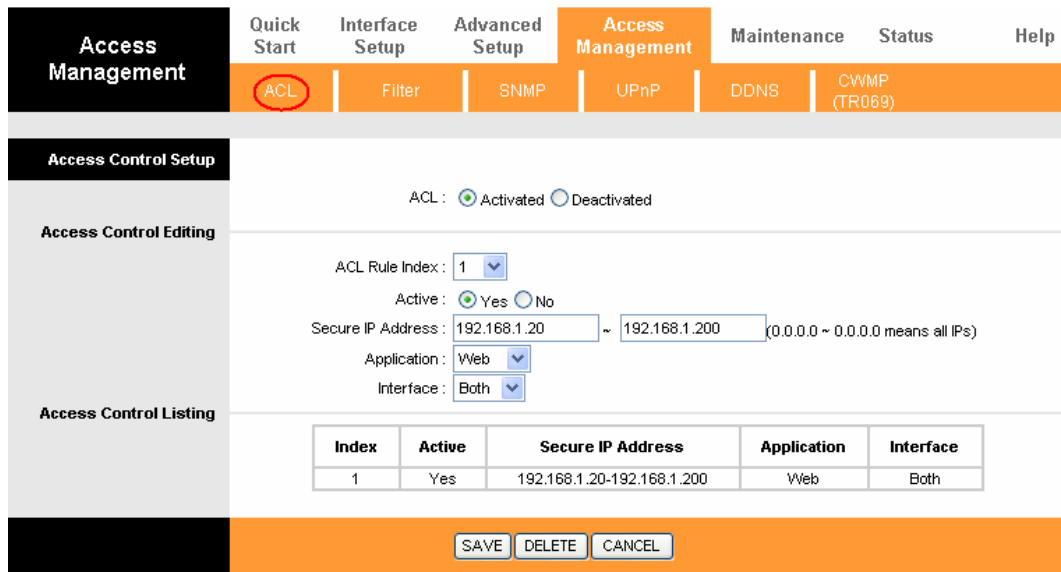 Access Management
Quick Start
Interface Setup
Advanced Setup
Access Management
Maintenance
Status
Help
ACL
Filter
SNMP
UPnP
DDNS
CWMP (TR069)
Access Control Setup
ACL : Activated Deactivated
Access Control Editing
ACL Rule Index : 1
Active : Yes No
Secure IP Address : 192.168.1.20 ~ 192.168.1.200 (0.0.0.0 ~ 0.0.0.0 means all IPs)
Application : Web
Interface : Both
Access Control Listing
Index Active Secure IP Address Application Interface
1 Yes 192.168.1.20-192.168.1.200 Web Both
SAVE DELETE CANCEL